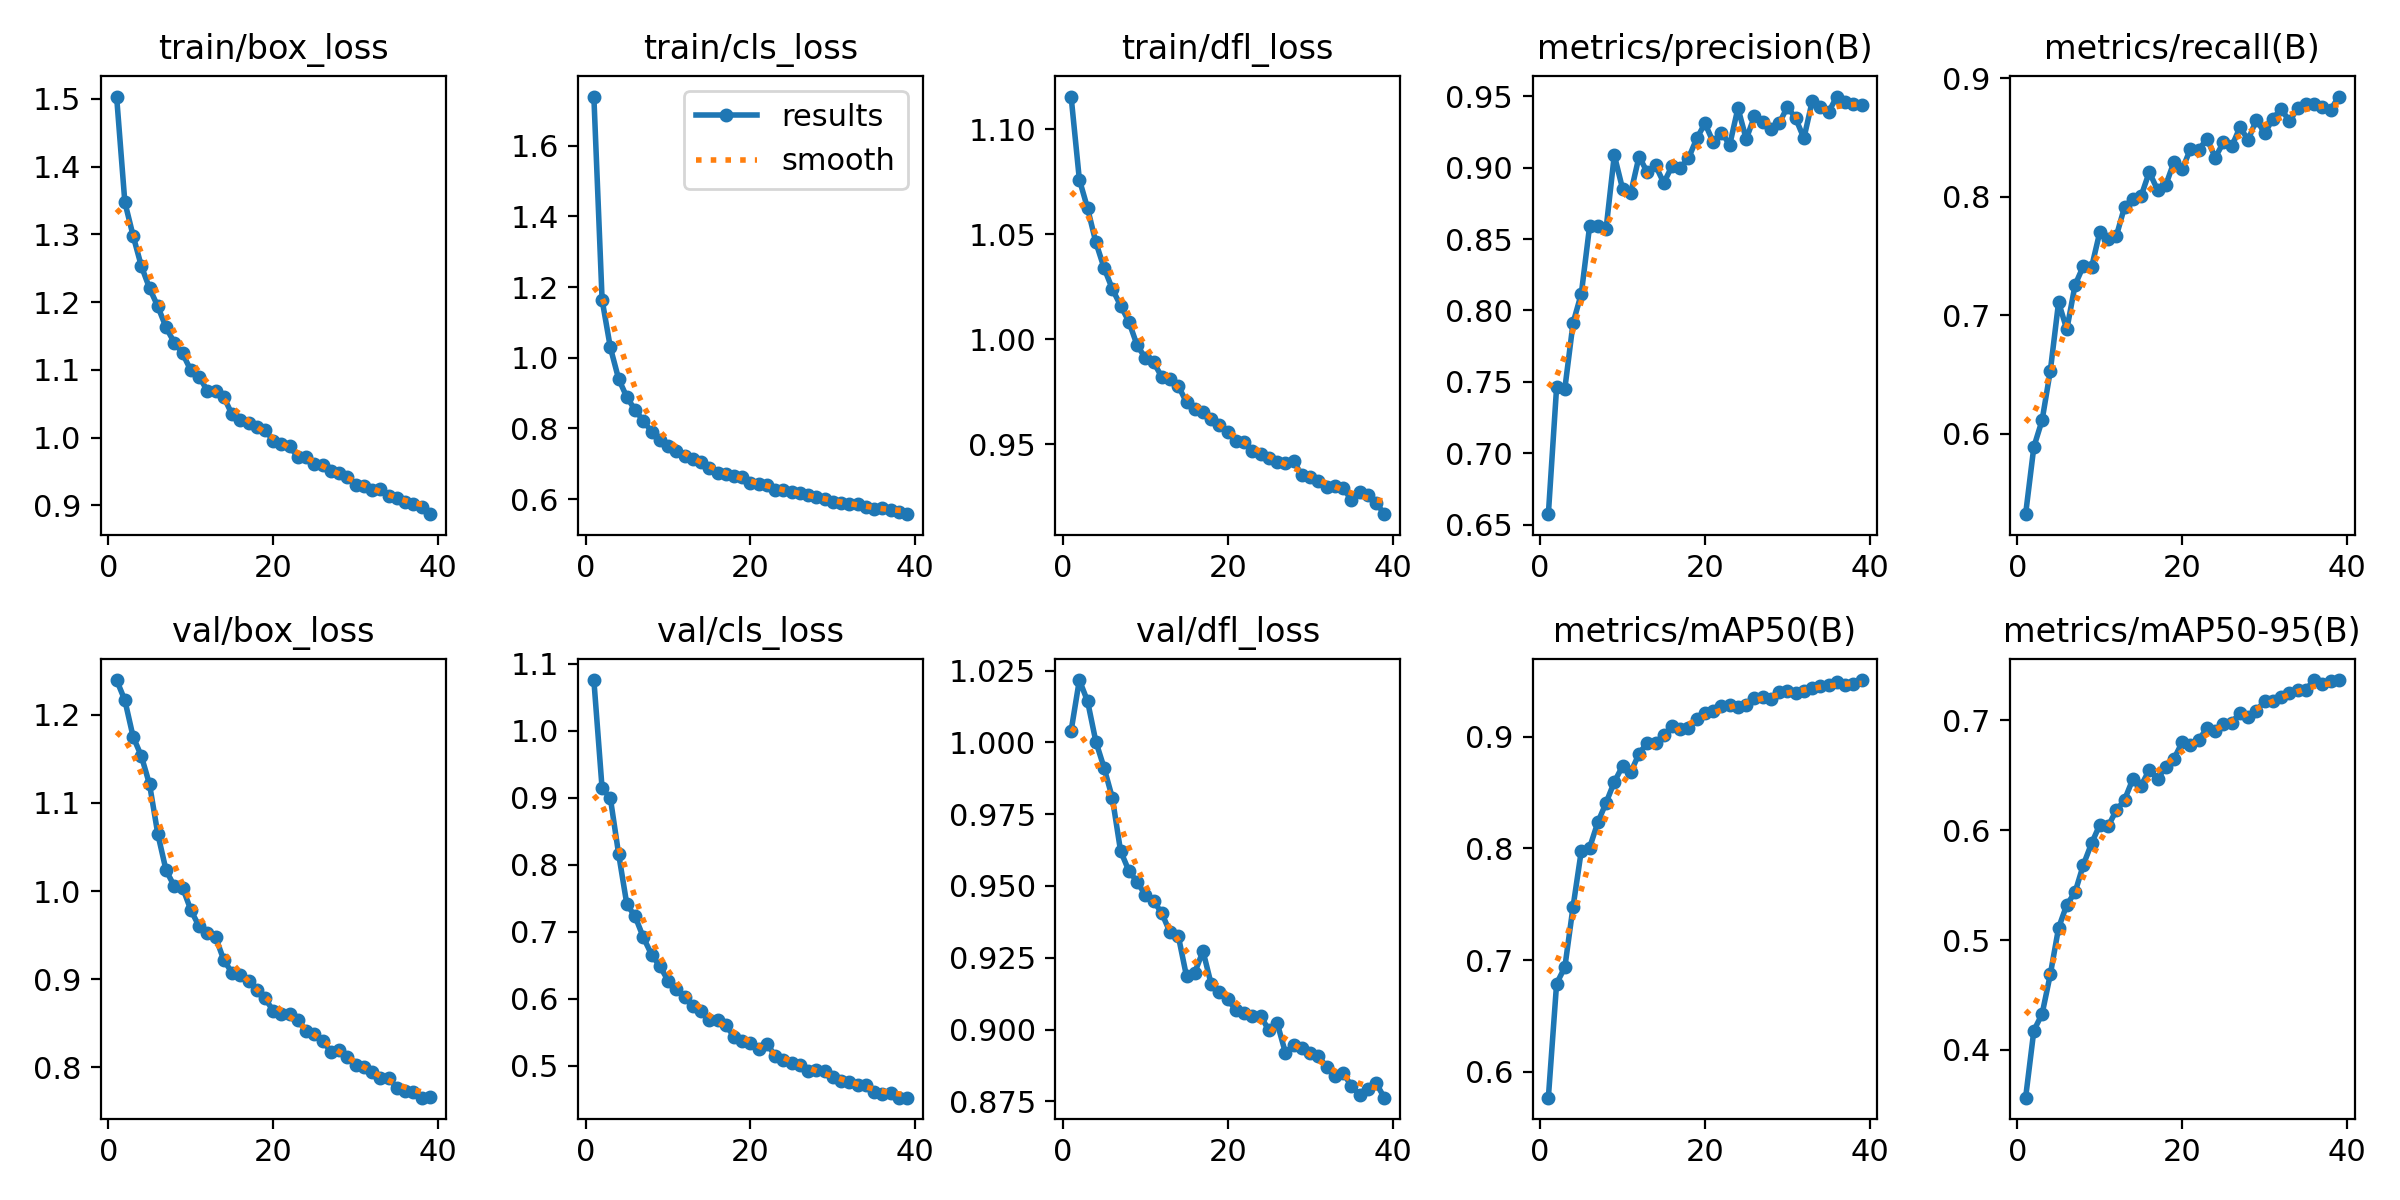 train/box_loss
1.5
1.4
1.3
1.2
1.1
1.0
0.9
0 20 40
train/cls_loss
results
smooth
1.6
1.4
1.2
1.0
0.8
0.6
0 20 40
train/dfl_loss
1.10
1.05
1.00
0.95
0 20 40
metrics/precision(B)
0.95
0.90
0.85
0.80
0.75
0.70
0.65
0 20 40
metrics/recall(B)
0.9
0.8
0.7
0.6
0 20 40
val/box_loss
1.2
1.1
1.0
0.9
0.8
0 20 40
val/cls_loss
1.1
1.0
0.9
0.8
0.7
0.6
0.5
0 20 40
val/dfl_loss
1.025
1.000
0.975
0.950
0.925
0.900
0.875
0 20 40
metrics/mAP50(B)
0.9
0.8
0.7
0.6
0 20 40
metrics/mAP50-95(B)
0.7
0.6
0.5
0.4
0 20 40